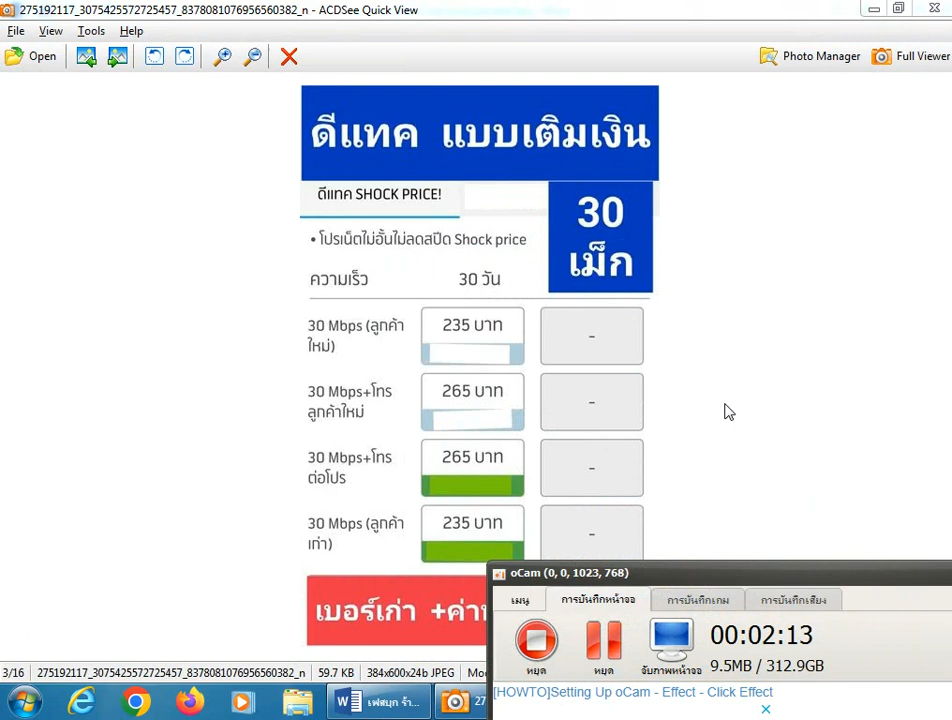 275192117_3075425572725457_8378081076956560382_n - ACDSee Quick View
File View Tools Help
Open Photo Manager Full Viewer
ดีแทค แบบเติมเงิน
ดีแทค SHOCK PRICE!
30
เม็ก
• โปรเน็ตไม่อั้นไม่ลดสปีด Shock price
ความเร็ว 30 วัน
30 Mbps (ลูกค้า
ใหม่)
235 บาท
-
30 Mbps+โทร
ลูกค้าใหม่
265 บาท
-
30 Mbps+โทร
ต่อโปร
265 บาท
-
30 Mbps (ลูกค้า
เก่า)
235 บาท
-
เบอร์เก่า
oCam (0, 0, 1023, 768)
เมนู การบันทึกหน้าจอ การบันทึกเกม การบันทึกเสียง
หยุด หยุด จับภาพหน้าจอ
00:02:13
9.5MB / 312.9GB
[HOWTO]Setting Up oCam - Effect - Click Effect
3/16 275192117_3075425572725457_8378081076956560382_n 59.7 KB 384x600x24b JPEG
เฟสบุก ร้า... 27